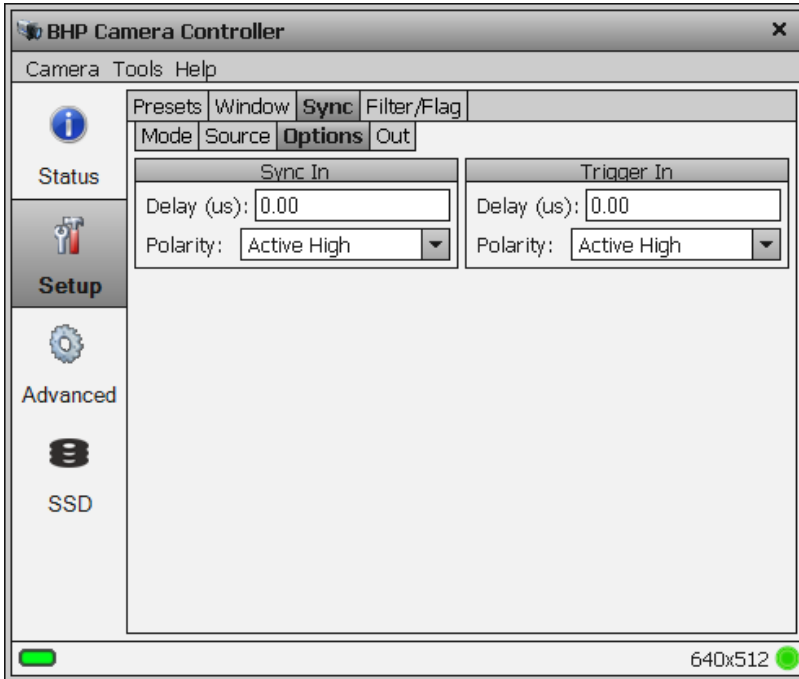 BHP Camera Controller
Camera Tools Help
Presets Window Sync Filter/Flag
Mode Source Options Out
Status
Setup
Advanced
SSD
Sync In
Delay (us): 0.00
Polarity: Active High
Trigger In
Delay (us): 0.00
Polarity: Active High
640x512